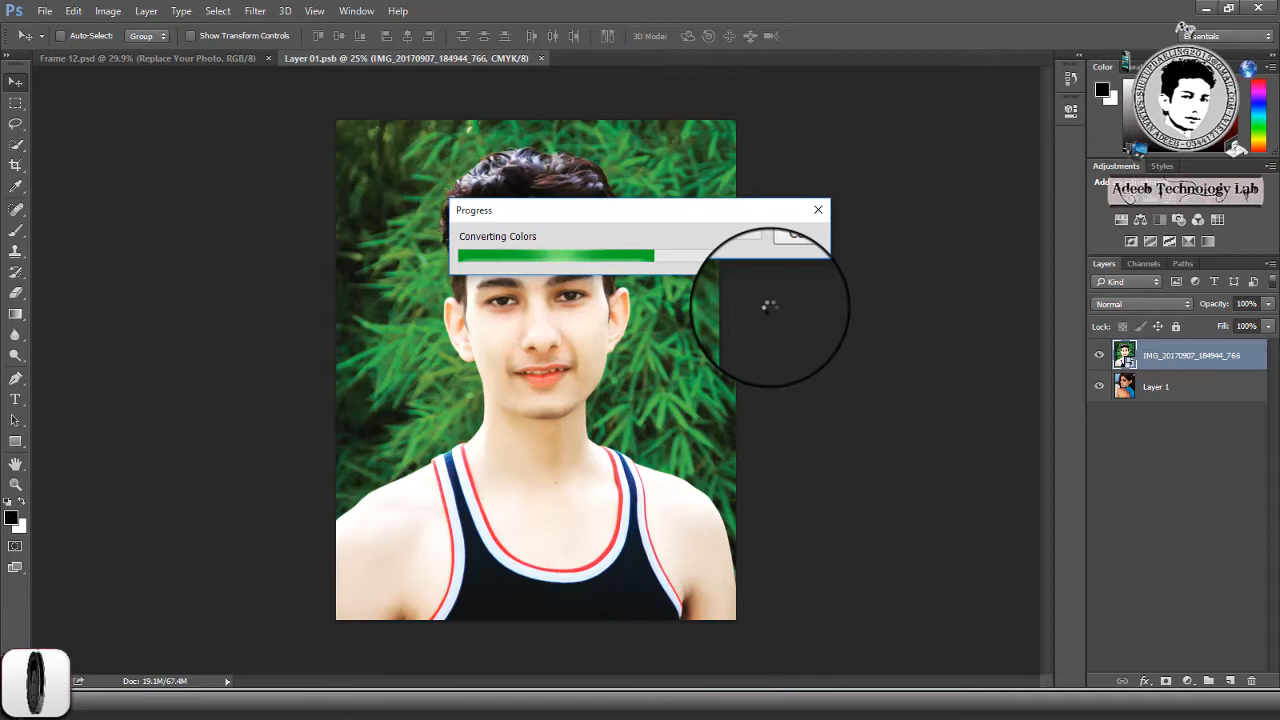 Ps File Edit Image Layer Type Select Filter 3D View Window Help
Auto-Select: Group Show Transform Controls 3D Mode: Essentials
Frame 12.psd @ 29.9% (Replace Your Photo, RGB/8) × Layer 01.psb @ 25% (IMG_20170907_184944_766, CMYK/8) ×
Color
Progress
Converting Colors
Adjustments Styles
Adeeb Technology Lab
Layers Channels Paths
Kind
Normal Opacity: 100%
Lock: Fill: 100%
IMG_20170907_184944_766
Layer 1
Doc: 19.1M/67.4M